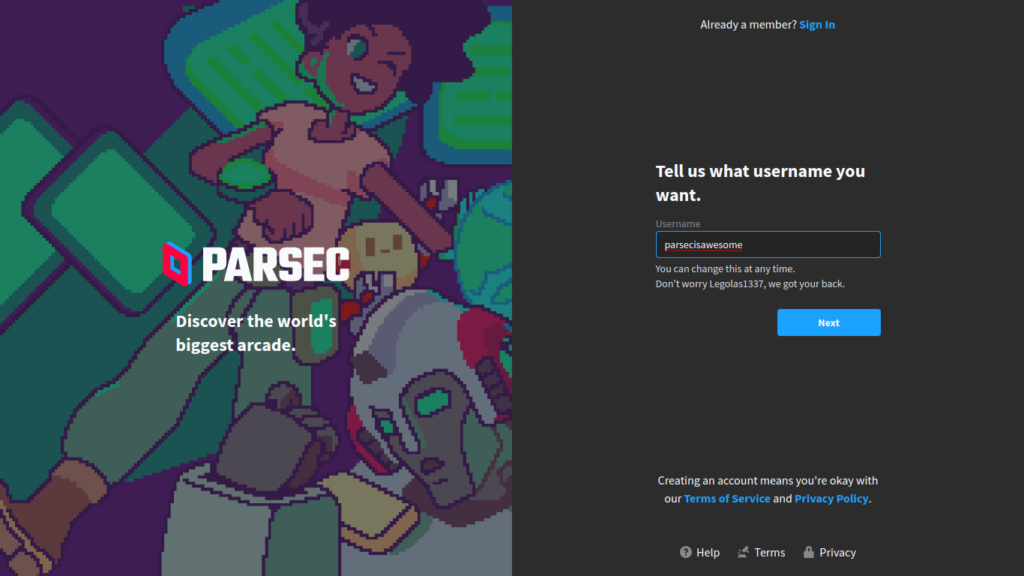 PARSEC
Discover the world's
biggest arcade.
Already a member? Sign In
Tell us what username you
want.
Username
parsecisawesome
You can change this at any time.
Don't worry Legolas1337, we got your back.
Next
Creating an account means you're okay with
our Terms of Service and Privacy Policy.
Help Terms Privacy